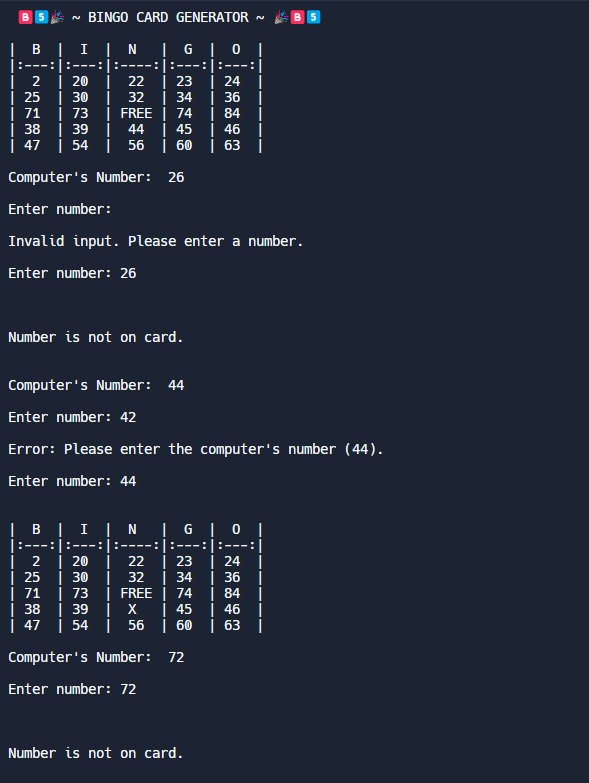 🅱5️⃣🎉 ~ BINGO CARD GENERATOR ~ 🎉🅱5️⃣
|  B  |  I  |  N   |  G  |  O  |
|:---:|:---:|:----:|:---:|:---:|
|  2  | 20  |  22  | 23  | 24  |
| 25  | 30  |  32  | 34  | 36  |
| 71  | 73  | FREE | 74  | 84  |
| 38  | 39  |  44  | 45  | 46  |
| 47  | 54  |  56  | 60  | 63  |
Computer's Number:  26
Enter number:
Invalid input. Please enter a number.
Enter number: 26
Number is not on card.
Computer's Number:  44
Enter number: 42
Error: Please enter the computer's number (44).
Enter number: 44
|  B  |  I  |  N   |  G  |  O  |
|:---:|:---:|:----:|:---:|:---:|
|  2  | 20  |  22  | 23  | 24  |
| 25  | 30  |  32  | 34  | 36  |
| 71  | 73  | FREE | 74  | 84  |
| 38  | 39  |  X   | 45  | 46  |
| 47  | 54  |  56  | 60  | 63  |
Computer's Number:  72
Enter number: 72
Number is not on card.